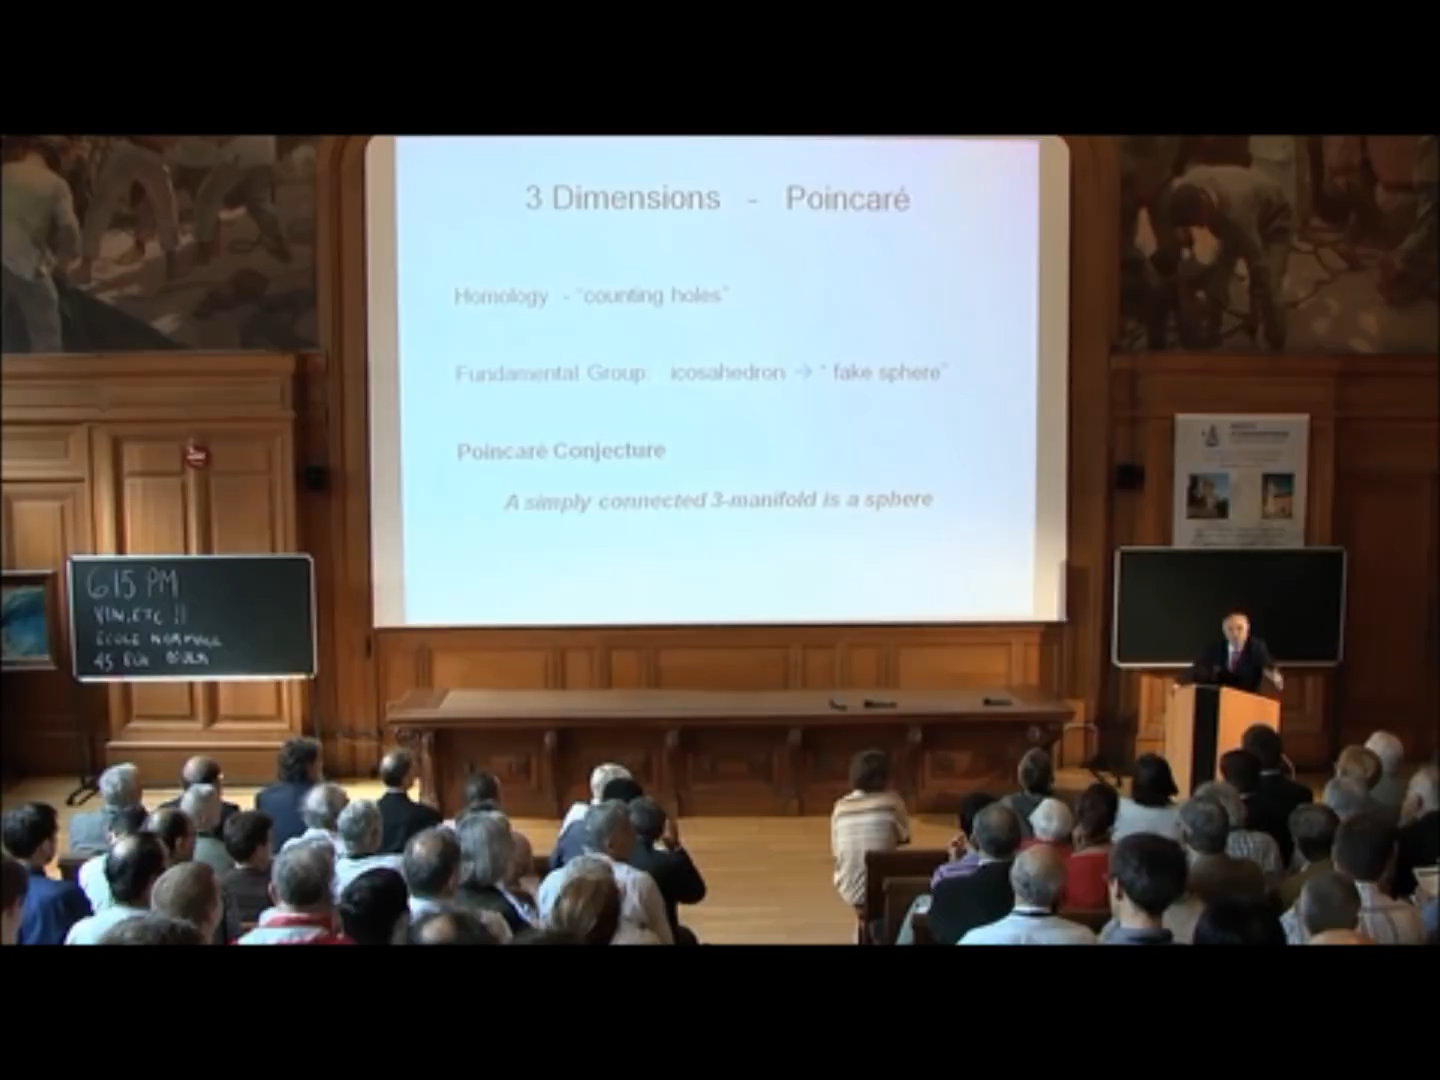 3 Dimensions - Poincaré
Homology - "counting holes"
Fundamental Group: icosahedron → " fake sphere"
Poincaré Conjecture
A simply connected 3-manifold is a sphere
615 PM
VIN, ETC !!
ECOLE NORMALE
45 RUE D'ULM